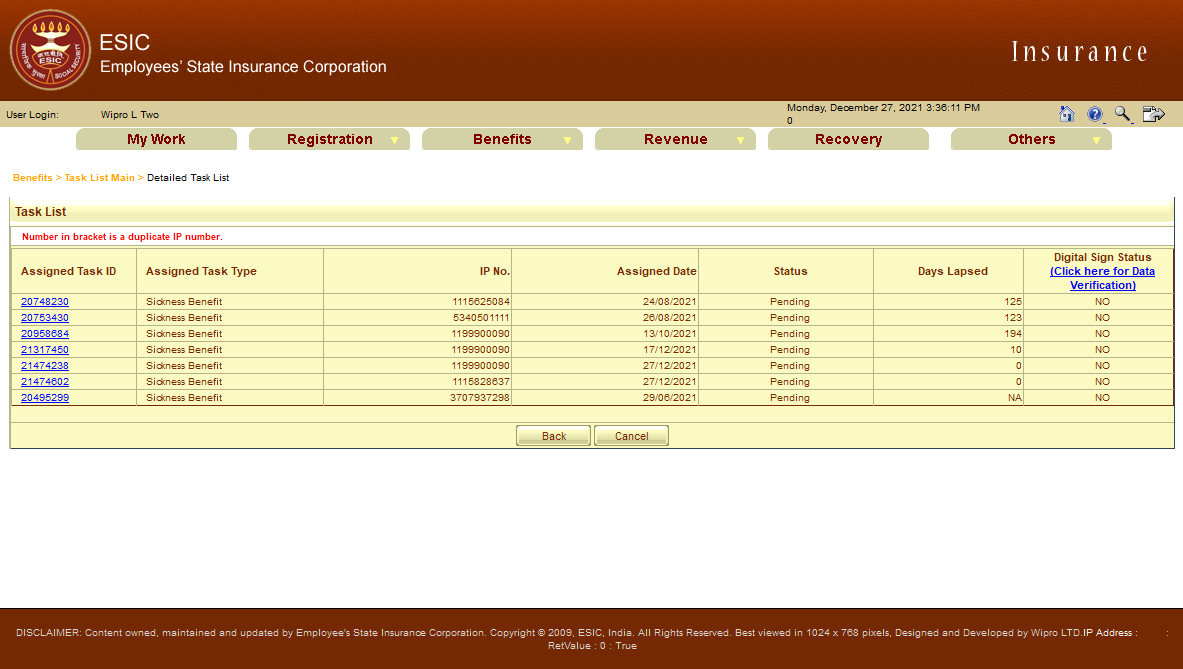 ESIC
SOCIAL SECURITY
ESIC
Employees' State Insurance Corporation
Insurance
User Login: Wipro L Two Monday, December 27, 2021 3:36:11 PM
0
My Work Registration Benefits Revenue Recovery Others
Benefits > Task List Main > Detailed Task List
Task List
Number in bracket is a duplicate IP number.
Assigned Task ID Assigned Task Type IP No. Assigned Date Status Days Lapsed Digital Sign Status
(Click here for Data
Verification)
20748230 Sickness Benefit 1115625084 24/08/2021 Pending 125 NO
20753430 Sickness Benefit 5340501111 26/08/2021 Pending 123 NO
20958684 Sickness Benefit 1199900090 13/10/2021 Pending 194 NO
21317450 Sickness Benefit 1199900090 17/12/2021 Pending 10 NO
21474238 Sickness Benefit 1199900090 27/12/2021 Pending 0 NO
21474602 Sickness Benefit 1115828637 27/12/2021 Pending 0 NO
20495299 Sickness Benefit 3707937298 29/06/2021 Pending NA NO
Back Cancel
DISCLAIMER: Content owned, maintained and updated by Employee's State Insurance Corporation. Copyright © 2009, ESIC, India. All Rights Reserved. Best viewed in 1024 x 768 pixels, Designed and Developed by Wipro LTD.IP Address : :
RetValue : 0 : True